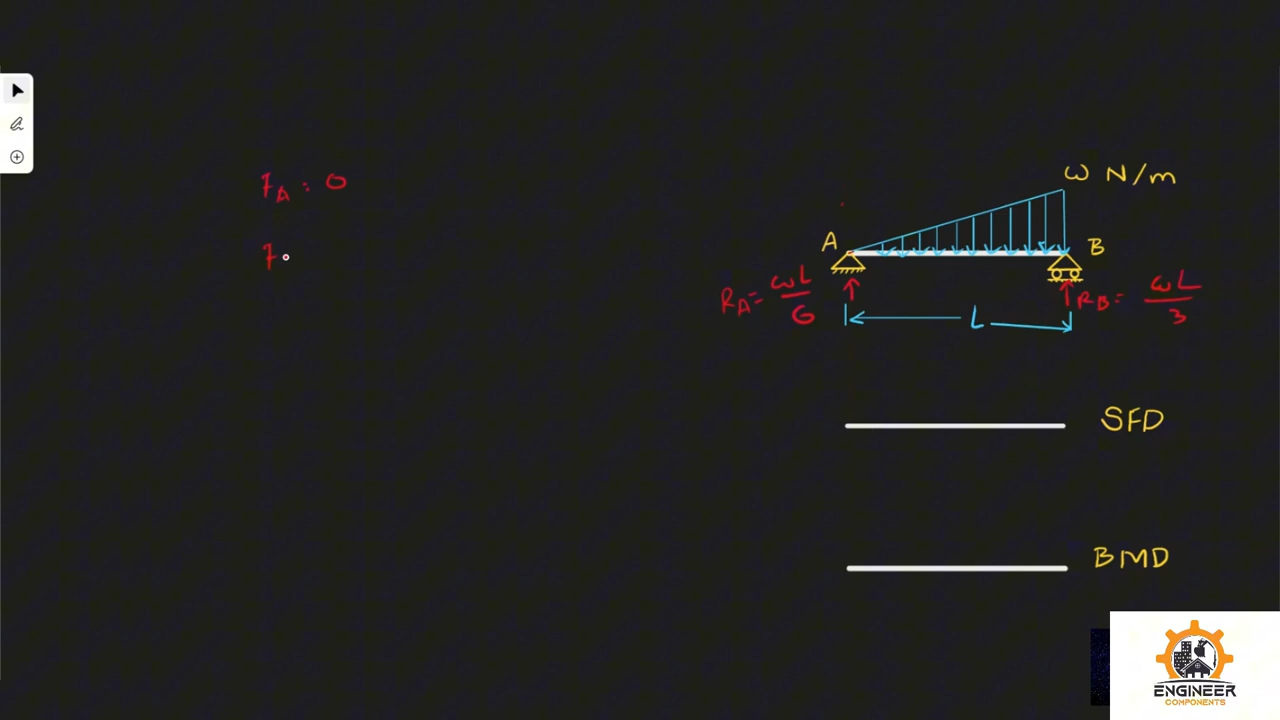 F_A = 0
F
ω N/m
A
B
R_A = ωL/6
R_B = ωL/3
L
SFD
BMD
ENGINEER
COMPONENTS